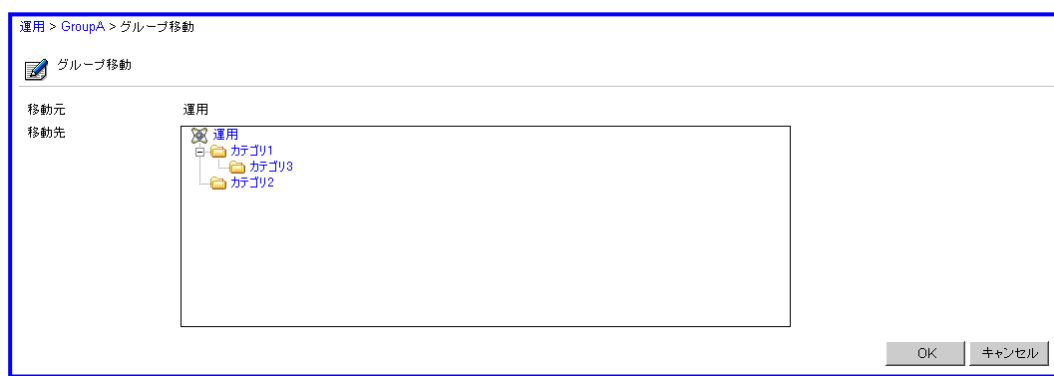 運用 > GroupA > グループ移動
グループ移動
移動元 運用
移動先
運用
カテゴリ1
カテゴリ3
カテゴリ2
OK キャンセル